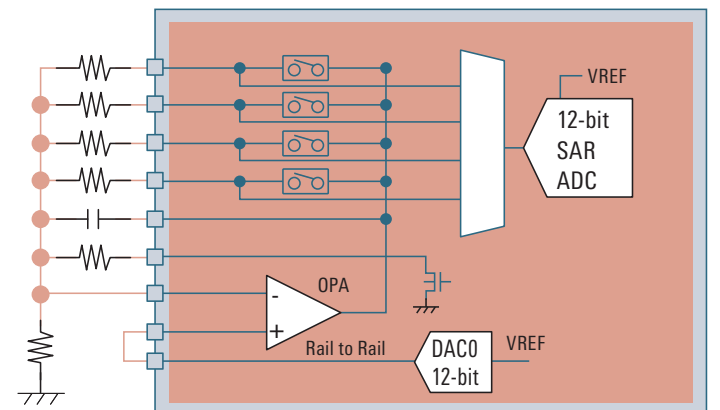 VREF
12-bit
SAR
ADC
OPA
-
+
Rail to Rail
DAC0
12-bit
VREF